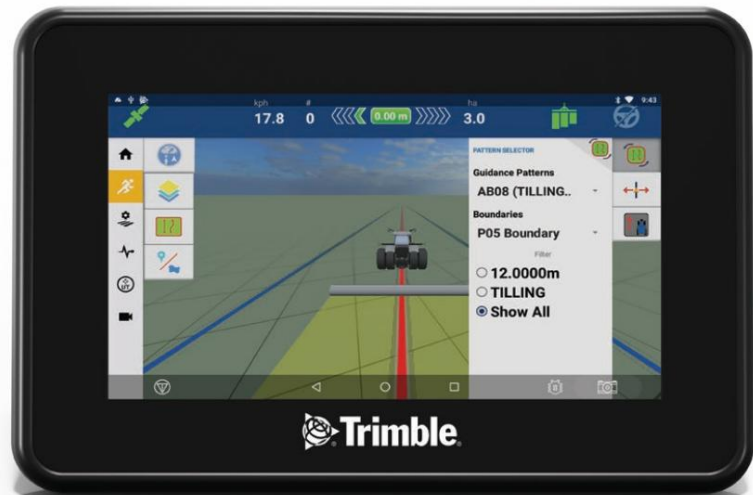 9:43
kph # ha
17.8 0 0.00 m 3.0
PATTERN SELECTOR
Guidance Patterns
AB08 (TILLING..
Boundaries
P05 Boundary
Filter
12.0000m
TILLING
Show All
Trimble